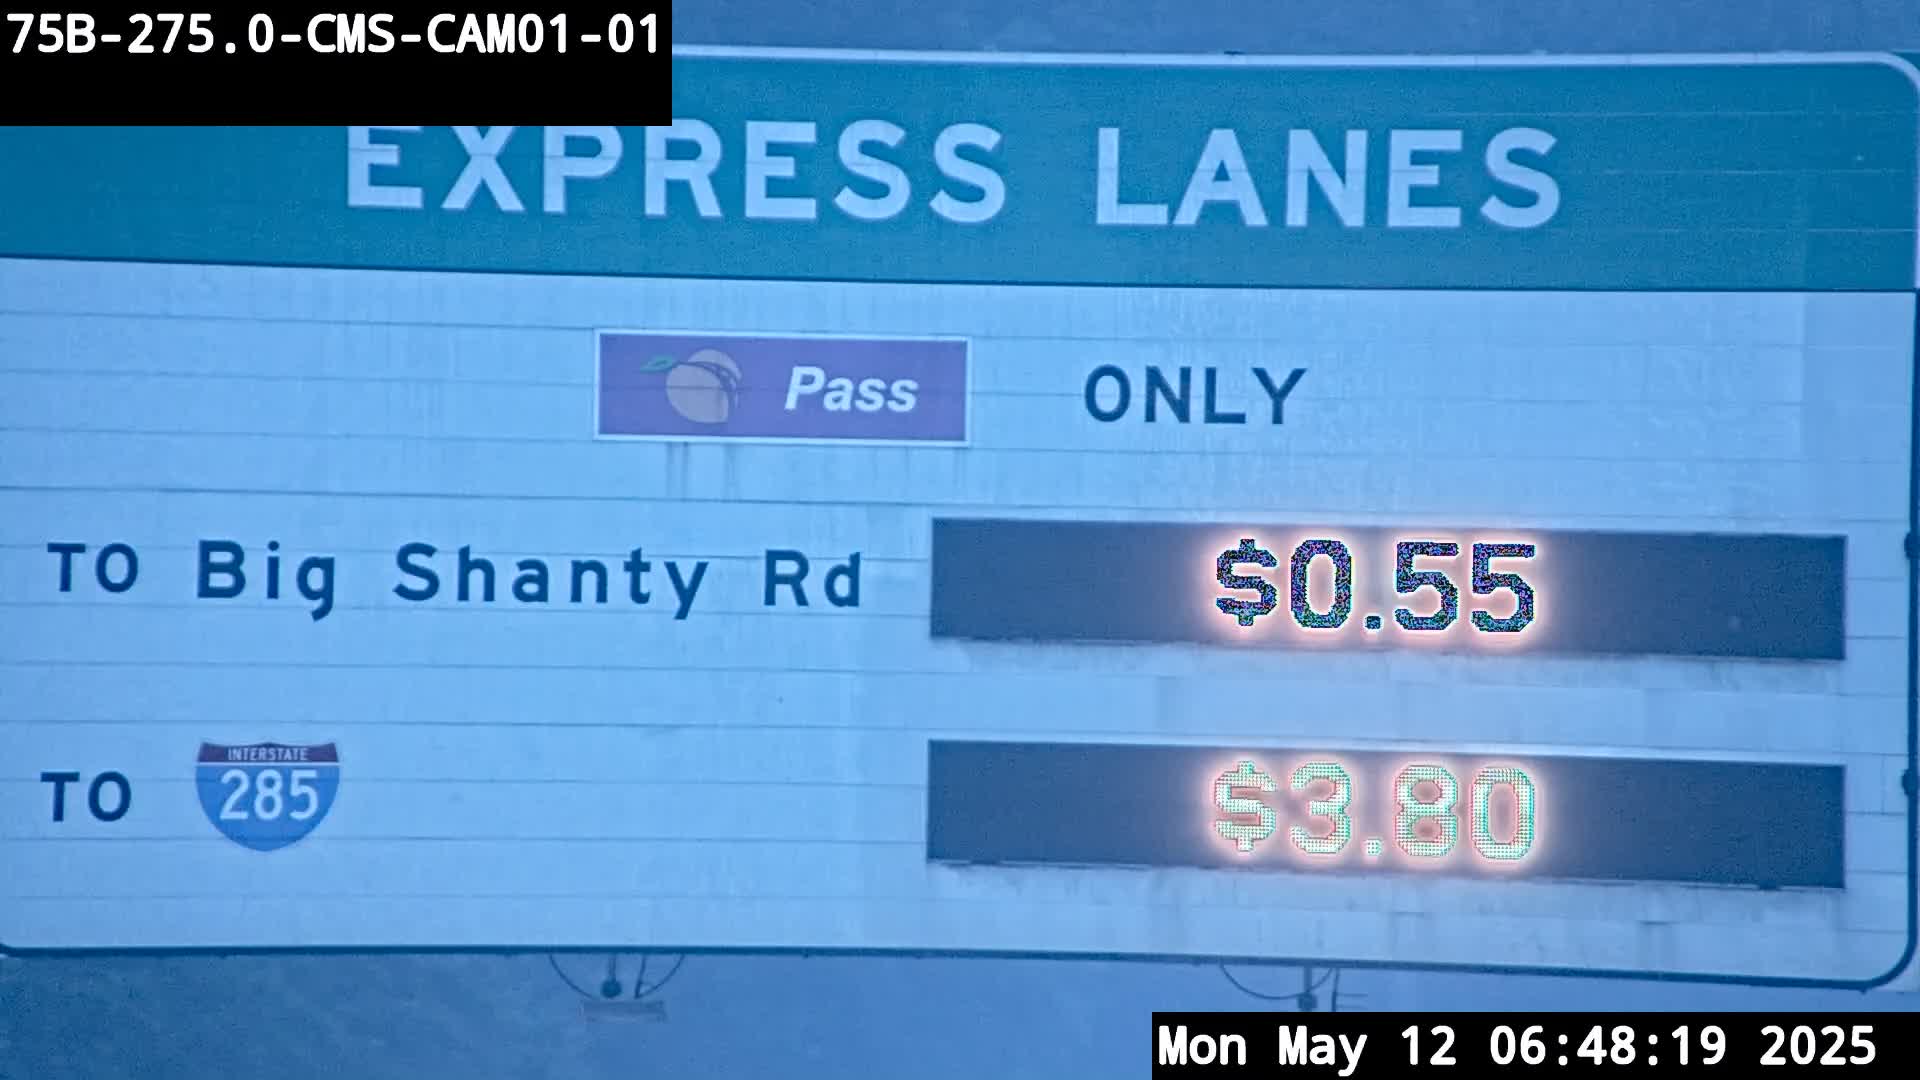 75B-275.0-CMS-CAM01-01
EXPRESS LANES
Pass ONLY
TO Big Shanty Rd $0.55
TO INTERSTATE 285 $3.80
Mon May 12 06:48:19 2025